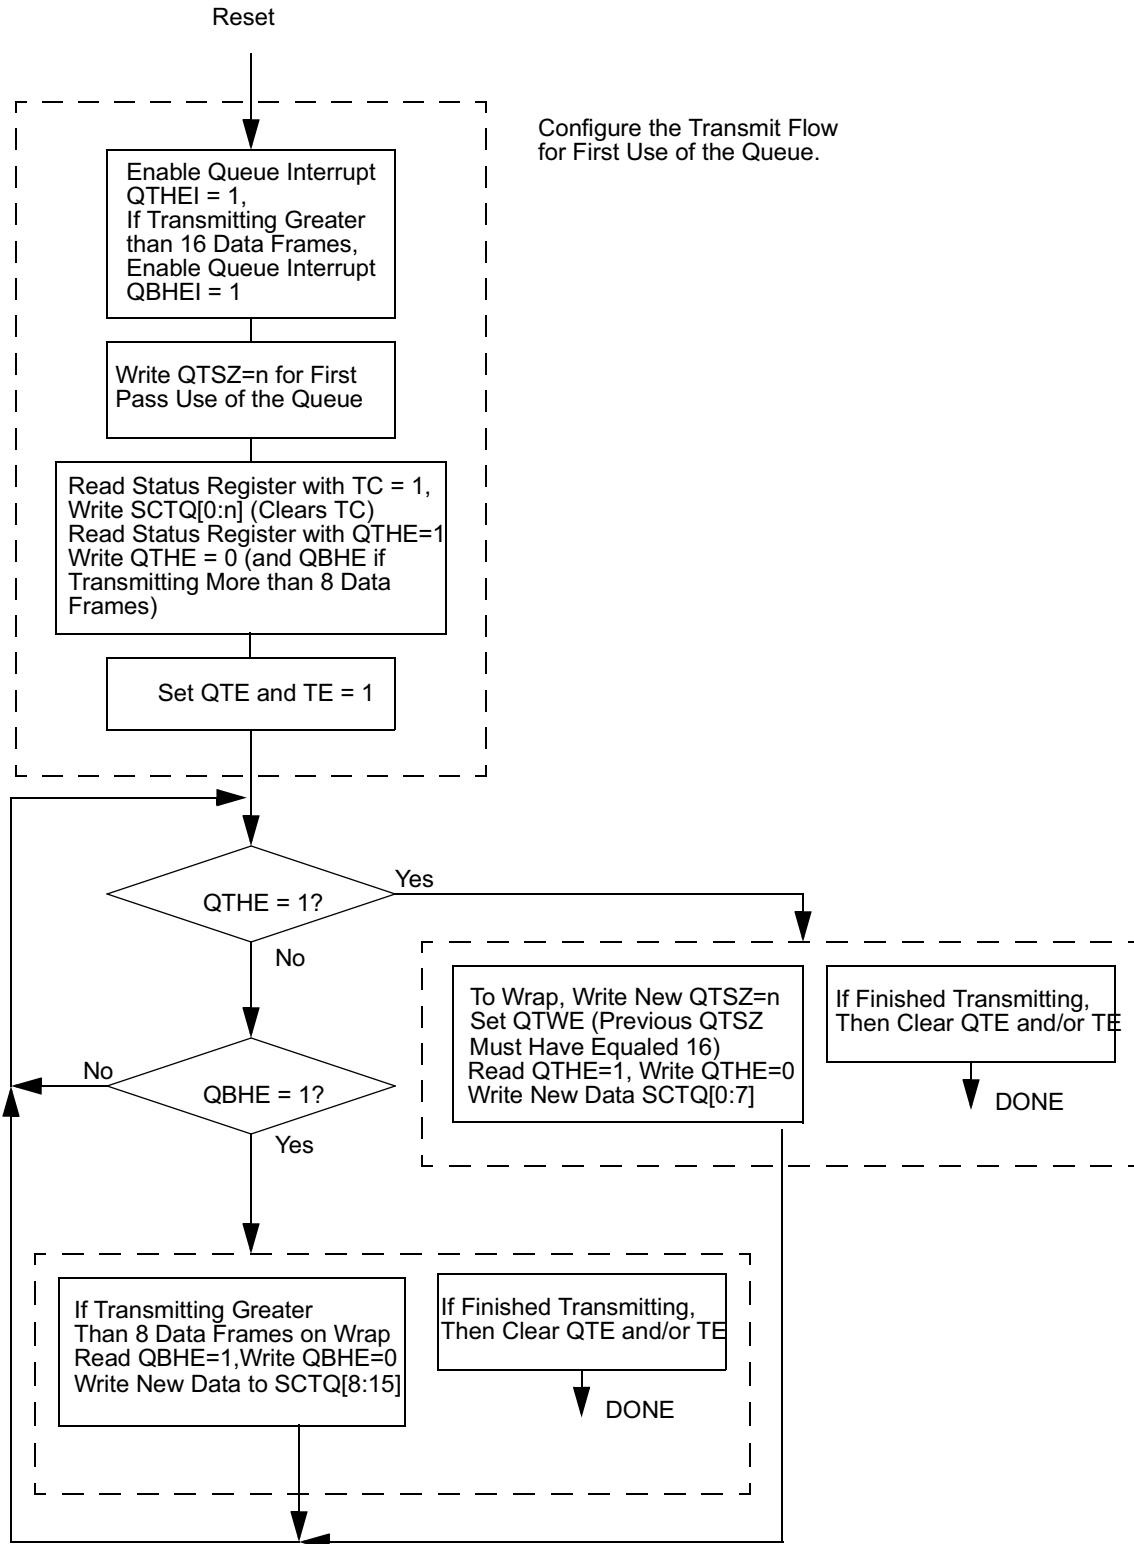 Reset
Configure the Transmit Flow
for First Use of the Queue.
Enable Queue Interrupt
QTHEI = 1,
If Transmitting Greater
than 16 Data Frames,
Enable Queue Interrupt
QBHEI = 1
Write QTSZ=n for First
Pass Use of the Queue
Read Status Register with TC = 1,
Write SCTQ[0:n] (Clears TC)
Read Status Register with QTHE=1
Write QTHE = 0 (and QBHE if
Transmitting More than 8 Data
Frames)
Set QTE and TE = 1
QTHE = 1?
Yes
No
To Wrap, Write New QTSZ=n
Set QTWE (Previous QTSZ
Must Have Equaled 16)
Read QTHE=1, Write QTHE=0
Write New Data SCTQ[0:7]
If Finished Transmitting,
Then Clear QTE and/or TE
DONE
No
QBHE = 1?
Yes
If Transmitting Greater
Than 8 Data Frames on Wrap
Read QBHE=1,Write QBHE=0
Write New Data to SCTQ[8:15]
If Finished Transmitting,
Then Clear QTE and/or TE
DONE